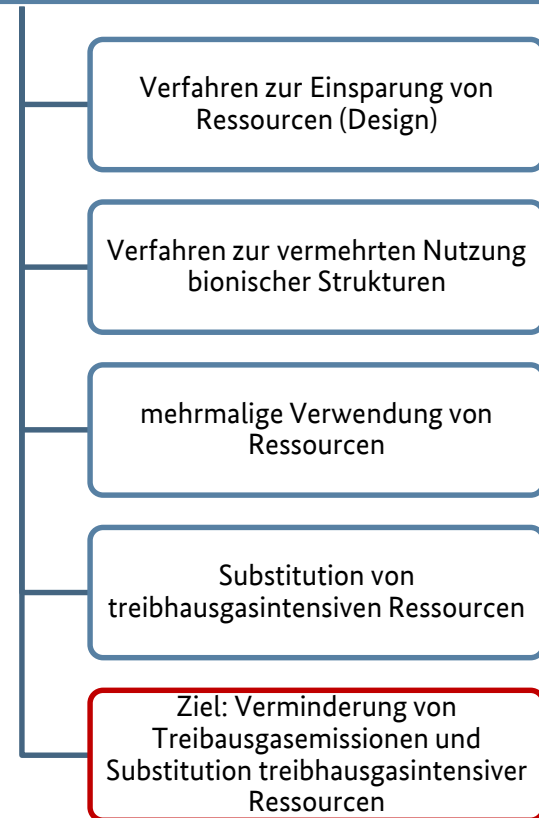 Verfahren zur Einsparung von
Ressourcen (Design)
Verfahren zur vermehrten Nutzung
bionischer Strukturen
mehrmalige Verwendung von
Ressourcen
Substitution von
treibhausgasintensiven Ressourcen
Ziel: Verminderung von
Treibausgasemissionen und
Substitution treibhausgasintensiver
Ressourcen